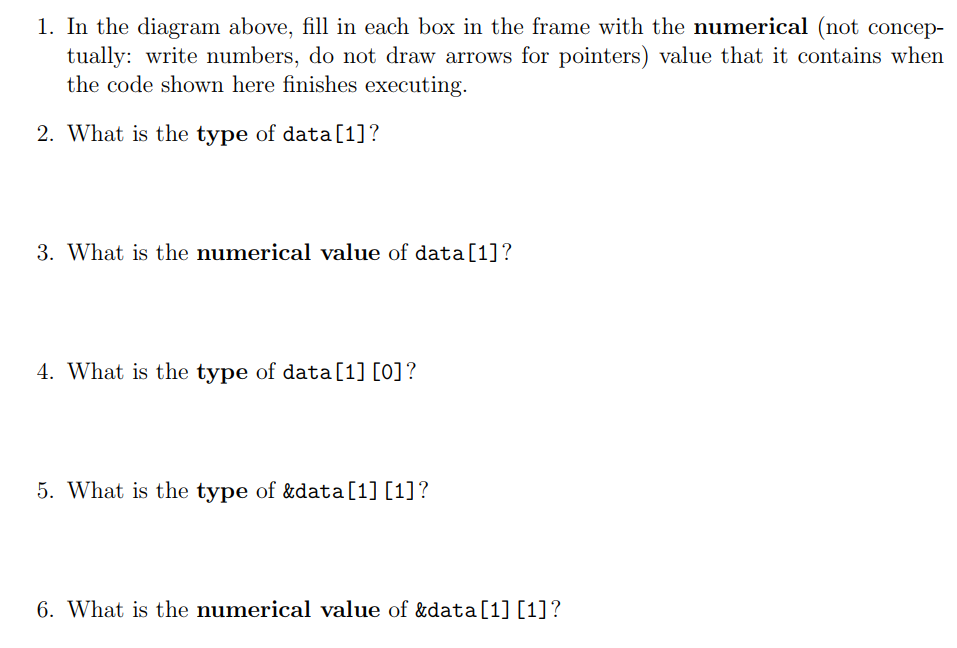 1. In the diagram above, fill in each box in the frame with the numerical (not concep-
tually: write numbers, do not draw arrows for pointers) value that it contains when
the code shown here finishes executing.
2. What is the type of data[1]?
3. What is the numerical value of data[1]?
4. What is the type of data[1][0]?
5. What is the type of &data[1][1]?
6. What is the numerical value of &data[1][1]?